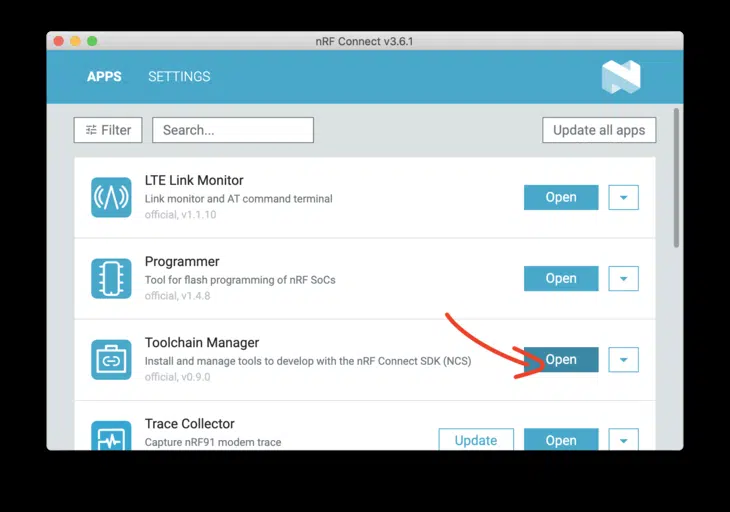 nRF Connect v3.6.1
APPS
SETTINGS
Filter
Search...
Update all apps
LTE Link Monitor
Link monitor and AT command terminal
official, v1.1.10
Open
Programmer
Tool for flash programming of nRF SoCs
official, v1.4.8
Open
Toolchain Manager
Install and manage tools to develop with the nRF Connect SDK (NCS)
official, v0.9.0
Open
Trace Collector
Capture nRF91 modem trace
Update
Open